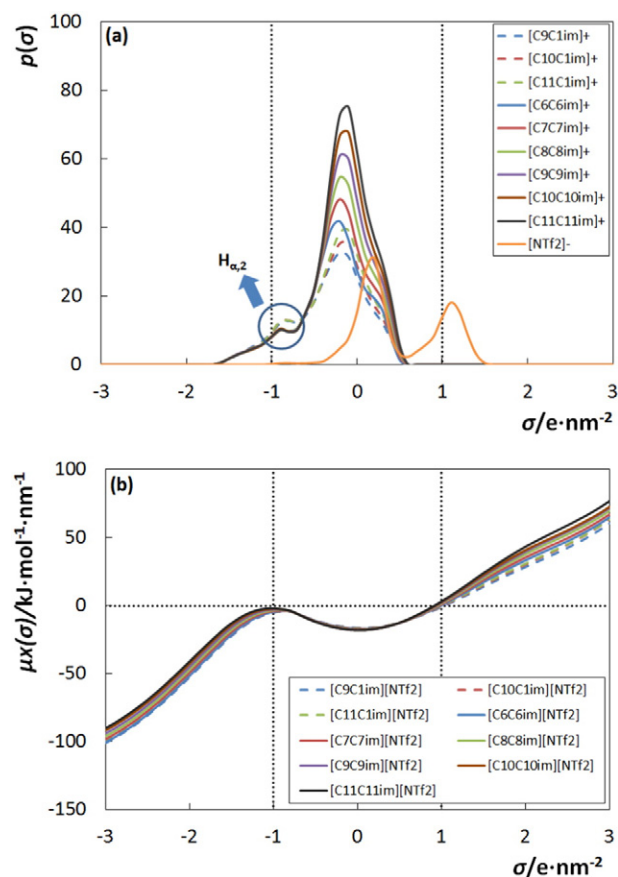 (a)
p(σ)
100
80
60
40
20
0
-3
-2
-1
0
1
2
3
σ/e·nm-2
Hα,2
[C9C1im]+
[C10C1im]+
[C11C1im]+
[C6C6im]+
[C7C7im]+
[C8C8im]+
[C9C9im]+
[C10C10im]+
[C11C11im]+
[NTf2]-
(b)
μx(σ)/kJ·mol-1·nm-1
100
50
0
-50
-100
-150
[C9C1im][NTf2] [C10C1im][NTf2]
[C11C1im][NTf2] [C6C6im][NTf2]
[C7C7im][NTf2] [C8C8im][NTf2]
[C9C9im][NTf2] [C10C10im][NTf2]
[C11C11im][NTf2]
-3
-2
-1
0
1
2
3
σ/e·nm-2